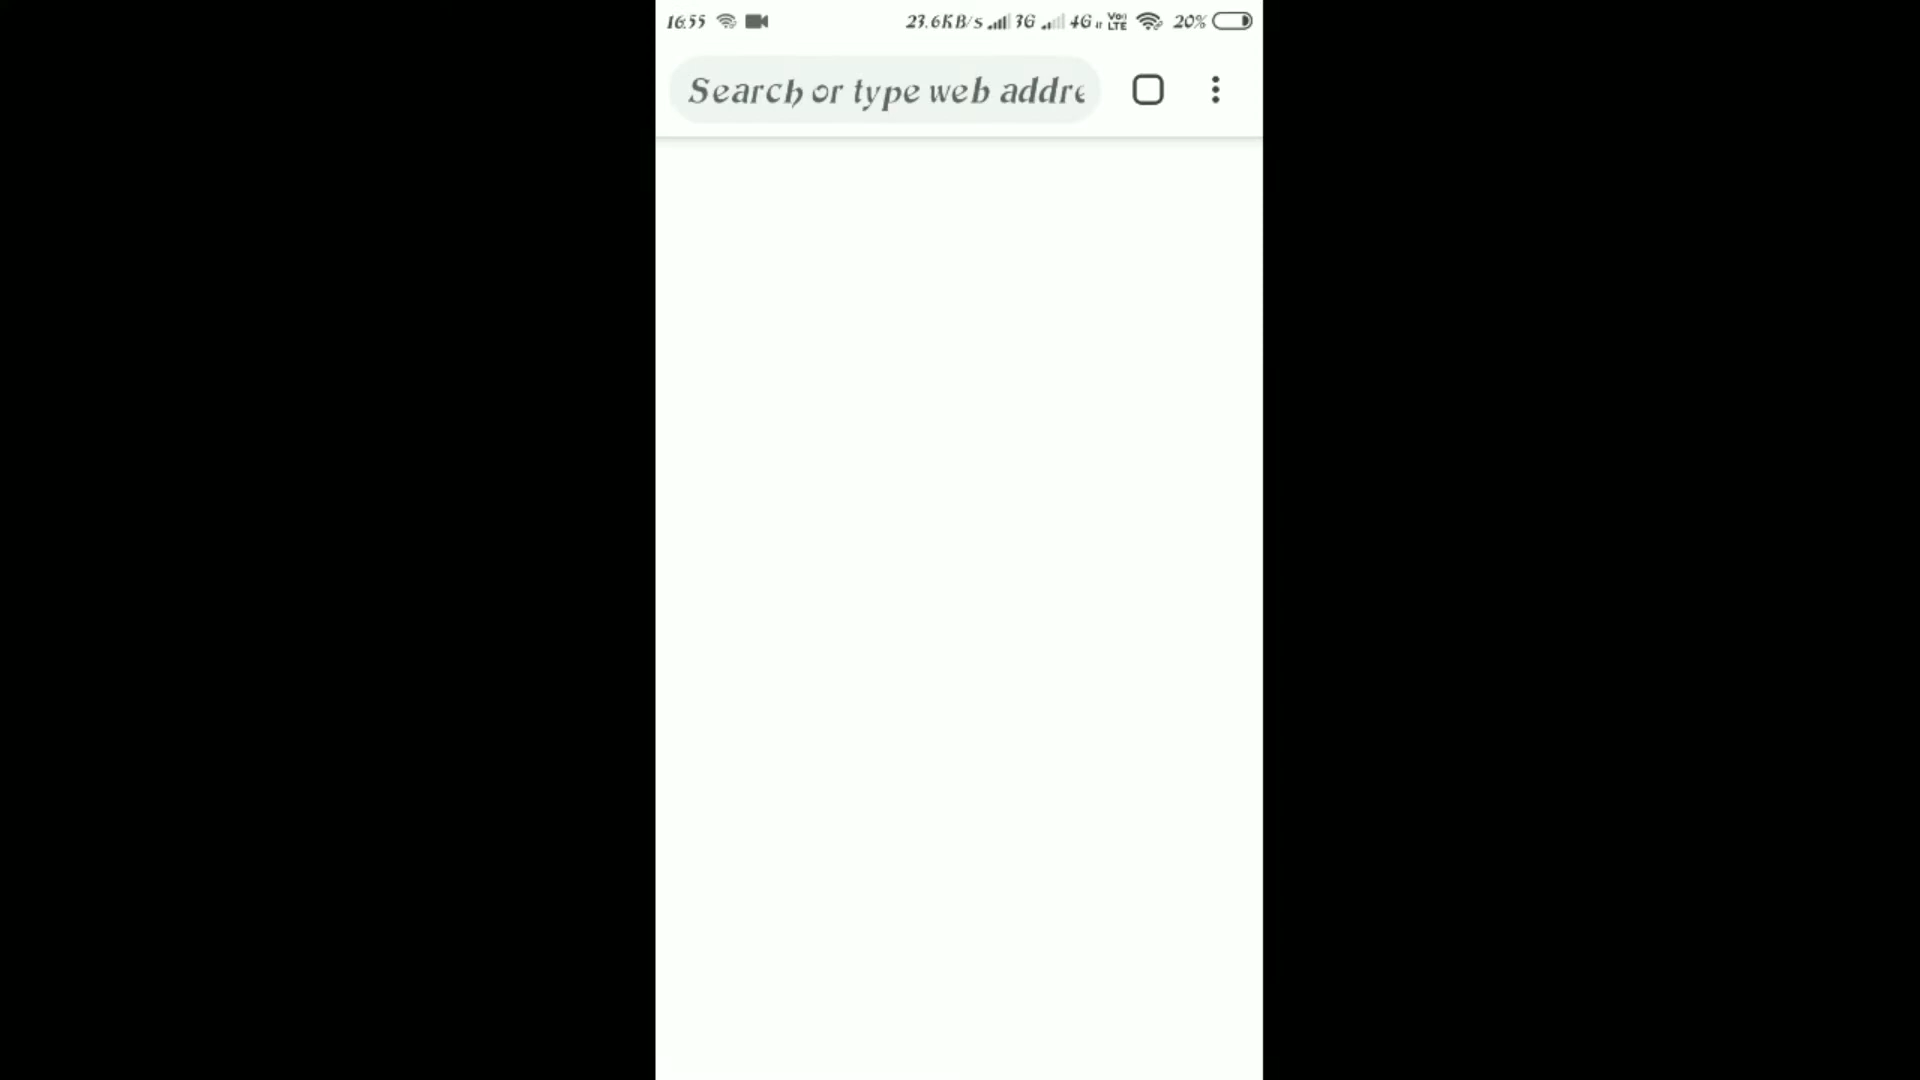 16:55 23.6KB/s 3G 4G Vo)) LTE 20%
Search or type web addre